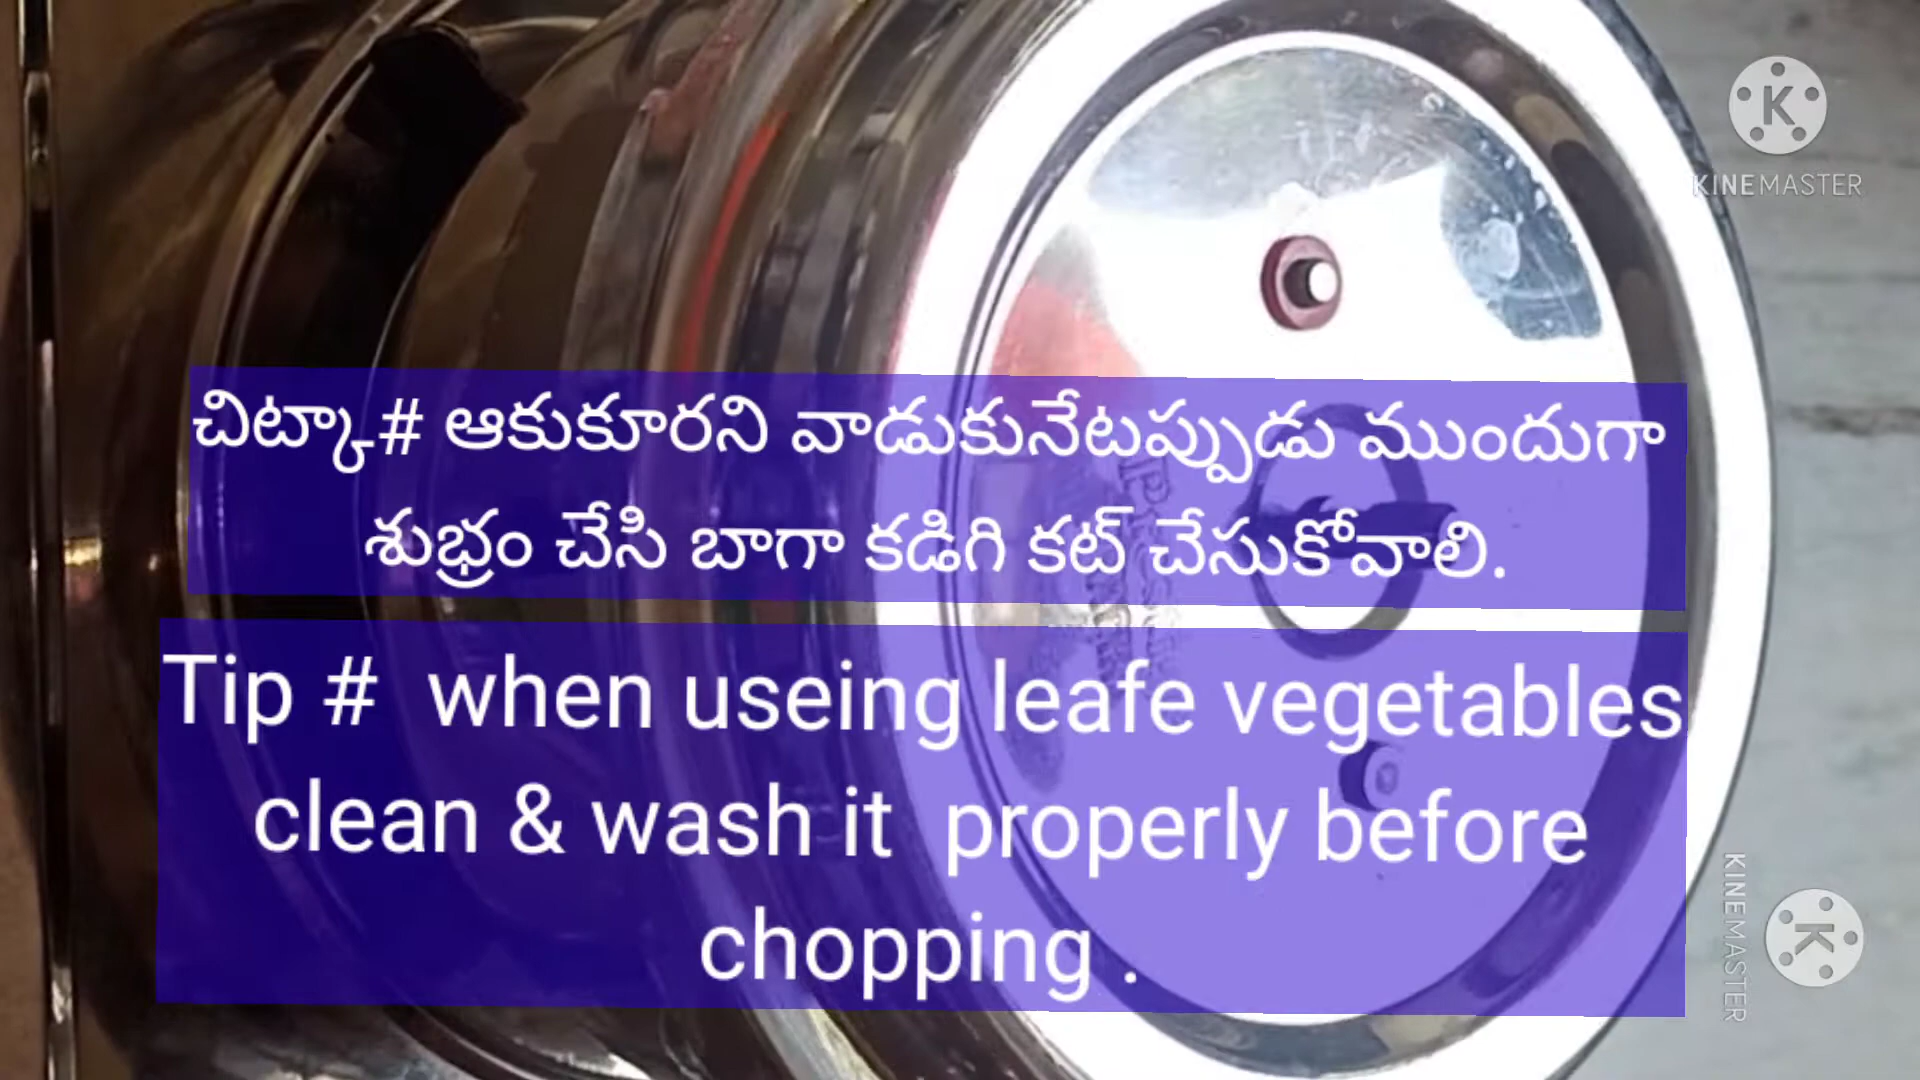 KINEMASTER
చిట్కా# ఆకుకూరని వాడుకునేటప్పుడు ముందుగా
శుభ్రం చేసి బాగా కడిగి కట్ చేసుకోవాలి.
Tip # when useing leafe vegetables
clean & wash it properly before
chopping .
KINEMASTER